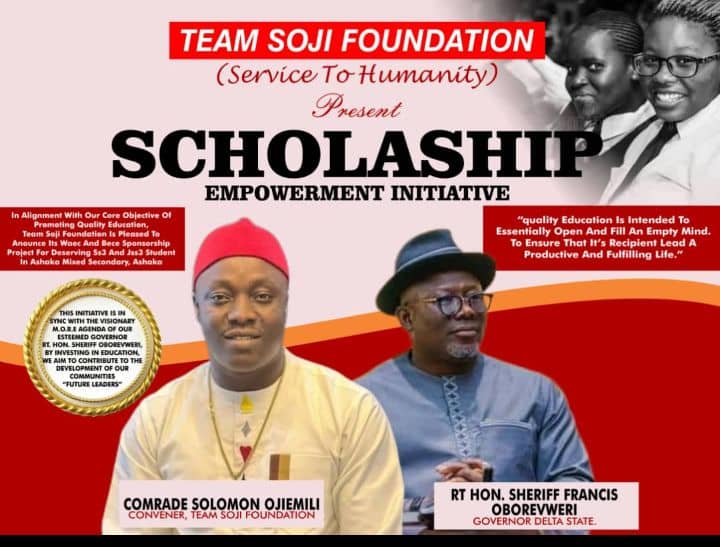 TEAM SOJI FOUNDATION
(Service To Humanity)
Present
SCHOLASHIP
EMPOWERMENT INITIATIVE
In Alignment With Our Core Objective Of
Promoting Quality Education,
Team Soji Foundation Is Pleased To
Anounce Its Waec And Bece Sponsorship
Project For Deserving Ss3 And Jss3 Student
In Ashaka Mixed Secondary, Ashaka
"quality Education Is Intended To
Essentially Open And Fill An Empty Mind.
To Ensure That It's Recipient Lead A
Productive And Fulfilling Life."
THIS INITIATIVE IS IN
SYNC WITH THE VISIONARY
M.O.R.E AGENDA OF OUR
ESTEEMED GOVERNOR
RT. HON. SHERIFF OBOREVWERI,
BY INVESTING IN EDUCATION,
WE AIM TO CONTRIBUTE TO THE
DEVELOPMENT OF OUR
COMMUNITIES
"FUTURE LEADERS"
COMRADE SOLOMON OJIEMILI
CONVENER, TEAM SOJI FOUNDATION
RT HON. SHERIFF FRANCIS
OBOREVWERI
GOVERNOR DELTA STATE.